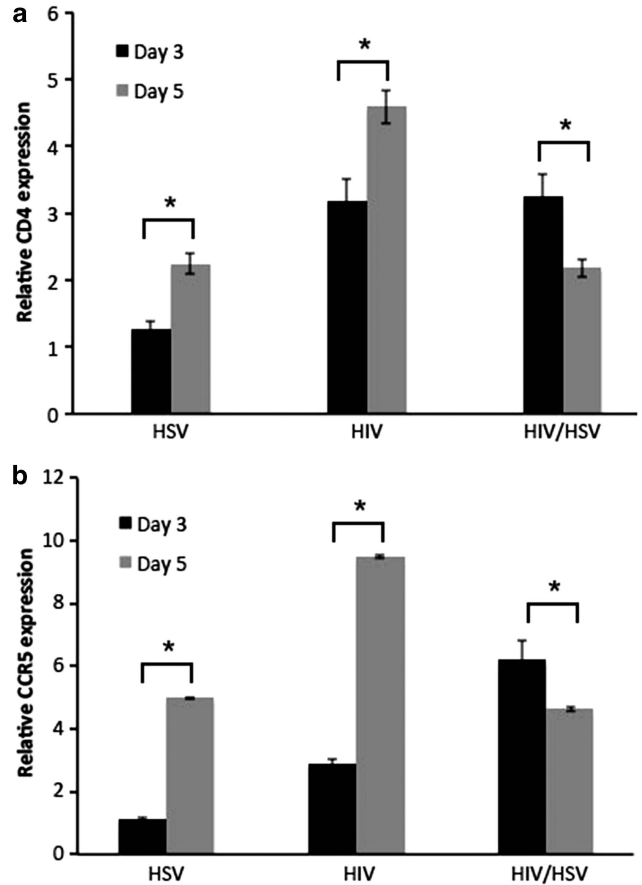 a
6
5
4
3
2
1
0
Relative CD4 expression
Day 3
Day 5
*
*
*
HSV
HIV
HIV/HSV
b
12
10
8
6
4
2
0
Relative CCR5 expression
Day 3
Day 5
*
*
*
HSV
HIV
HIV/HSV